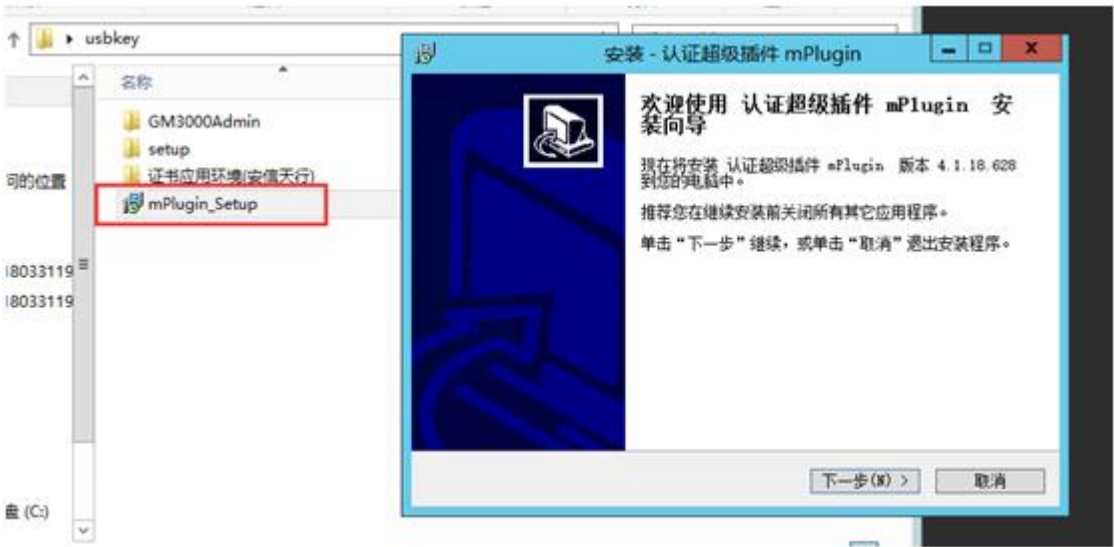 usbkey
名称
GM3000Admin
setup
证书应用环境(安信天行)
mPlugin_Setup
问的位置
18033119
18033119
盘 (C:)
安装 - 认证超级插件 mPlugin
欢迎使用 认证超级插件 mPlugin 安
装向导
现在将安装 认证超级插件 mPlugin 版本 4.1.18.628
到您的电脑中。
推荐您在继续安装前关闭所有其它应用程序。
单击“下一步”继续，或单击“取消”退出安装程序。
下一步(N) >
取消